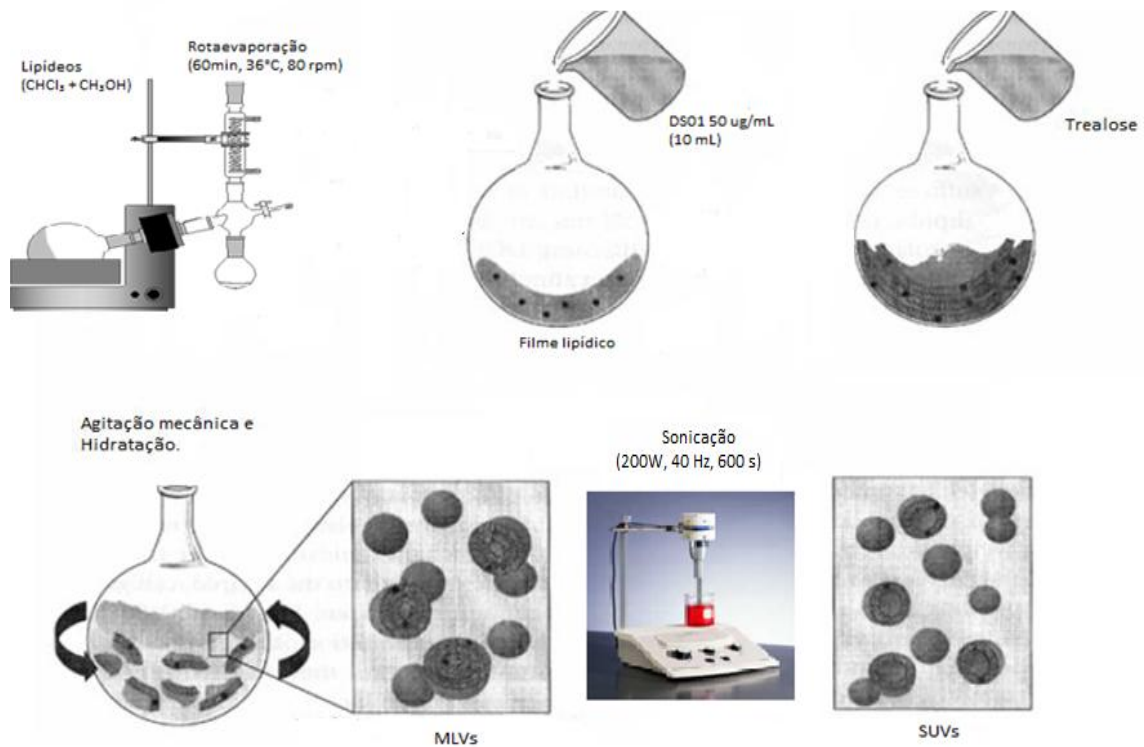 Lipídeos
(CHCl₃ + CH₃OH)
Rotaevaporação
(60min, 36°C, 80 rpm)
DS01 50 ug/mL
(10 mL)
Filme lipídico
Trealose
Agitação mecânica e
Hidratação.
MLVs
Sonicação
(200W, 40 Hz, 600 s)
SUVs